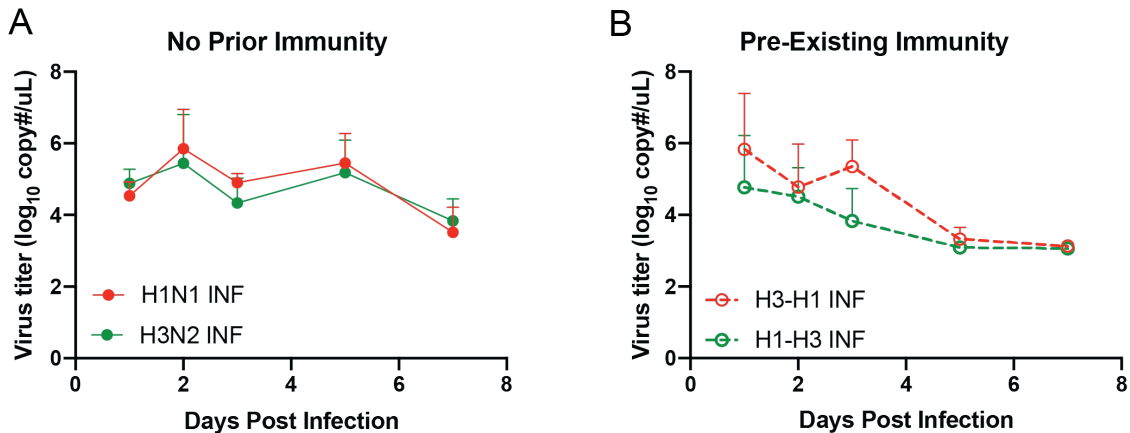 A
No Prior Immunity
Virus titer (log10 copy#/uL)
8
6
4
2
0
H1N1 INF
H3N2 INF
0 2 4 6 8
Days Post Infection
B
Pre-Existing Immunity
Virus titer (log10 copy#/uL)
8
6
4
2
0
H3-H1 INF
H1-H3 INF
0 2 4 6 8
Days Post Infection